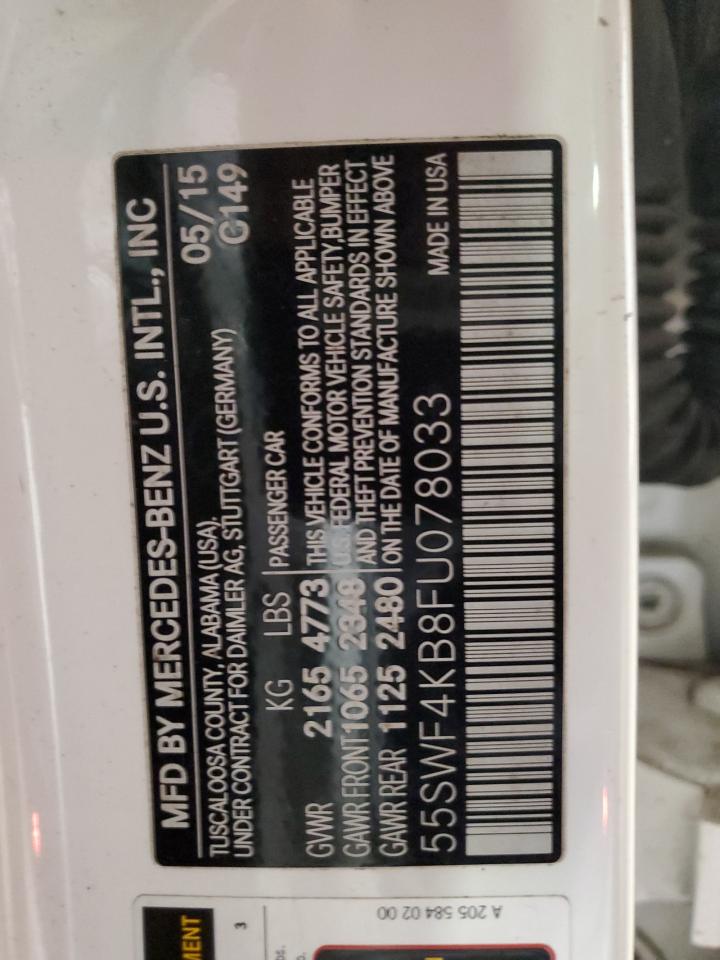 MFD BY MERCEDES-BENZ U.S. INTL., INC
TUSCALOOSA COUNTY, ALABAMA (USA), 05/15
UNDER CONTRACT FOR DAIMLER AG, STUTTGART (GERMANY) C149
KG LBS PASSENGER CAR
GVWR 2165 4773 THIS VEHICLE CONFORMS TO ALL APPLICABLE
GAWR FRONT 1065 2348 U.S. FEDERAL MOTOR VEHICLE SAFETY, BUMPER
AND THEFT PREVENTION STANDARDS IN EFFECT
GAWR REAR 1125 2480 ON THE DATE OF MANUFACTURE SHOWN ABOVE
55SWF4KB8FU078033 MADE IN USA
MENT
3
A 205 584 02 00